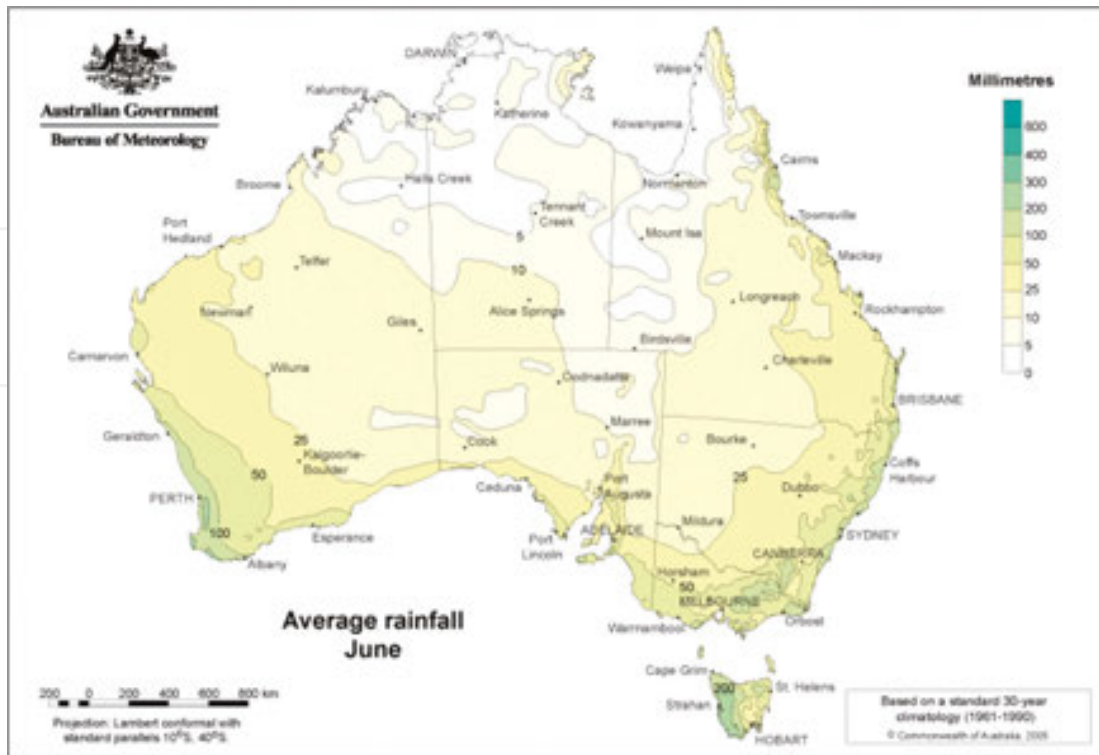 Australian Government
Bureau of Meteorology
Millimetres
600
400
300
200
100
50
25
10
5
0
DARWIN
Weipa
Kalumburu
Katherine
Kowanyama
Cairns
Broome
Halls Creek
Normanton
Tennant
Creek
Townsville
Port
Hedland
5
Mount Isa
Mackay
Telfer
10
Newman
Alice Springs
Longreach
Rockhampton
Giles
Birdsville
Carnarvon
Wiluna
Oodnadatta
Charleville
BRISBANE
Marree
Geraldton
25
Cook
Bourke
Kalgoorlie-
Boulder
Coffs
Harbour
50
25
Ceduna
Port
Augusta
Dubbo
PERTH
100
Esperance
Port
Lincoln
ADELAIDE
Mildura
SYDNEY
Albany
CANBERRA
Horsham
50
MELBOURNE
Warrnambool
Orbost
Average rainfall
June
Cape Grim
200
St. Helens
Strahan
HOBART
200 0 200 400 600 800 km
Projection: Lambert conformal with
standard parallels 10°S, 40°S.
Based on a standard 30-year
climatology (1961-1990)
© Commonwealth of Australia, 2005